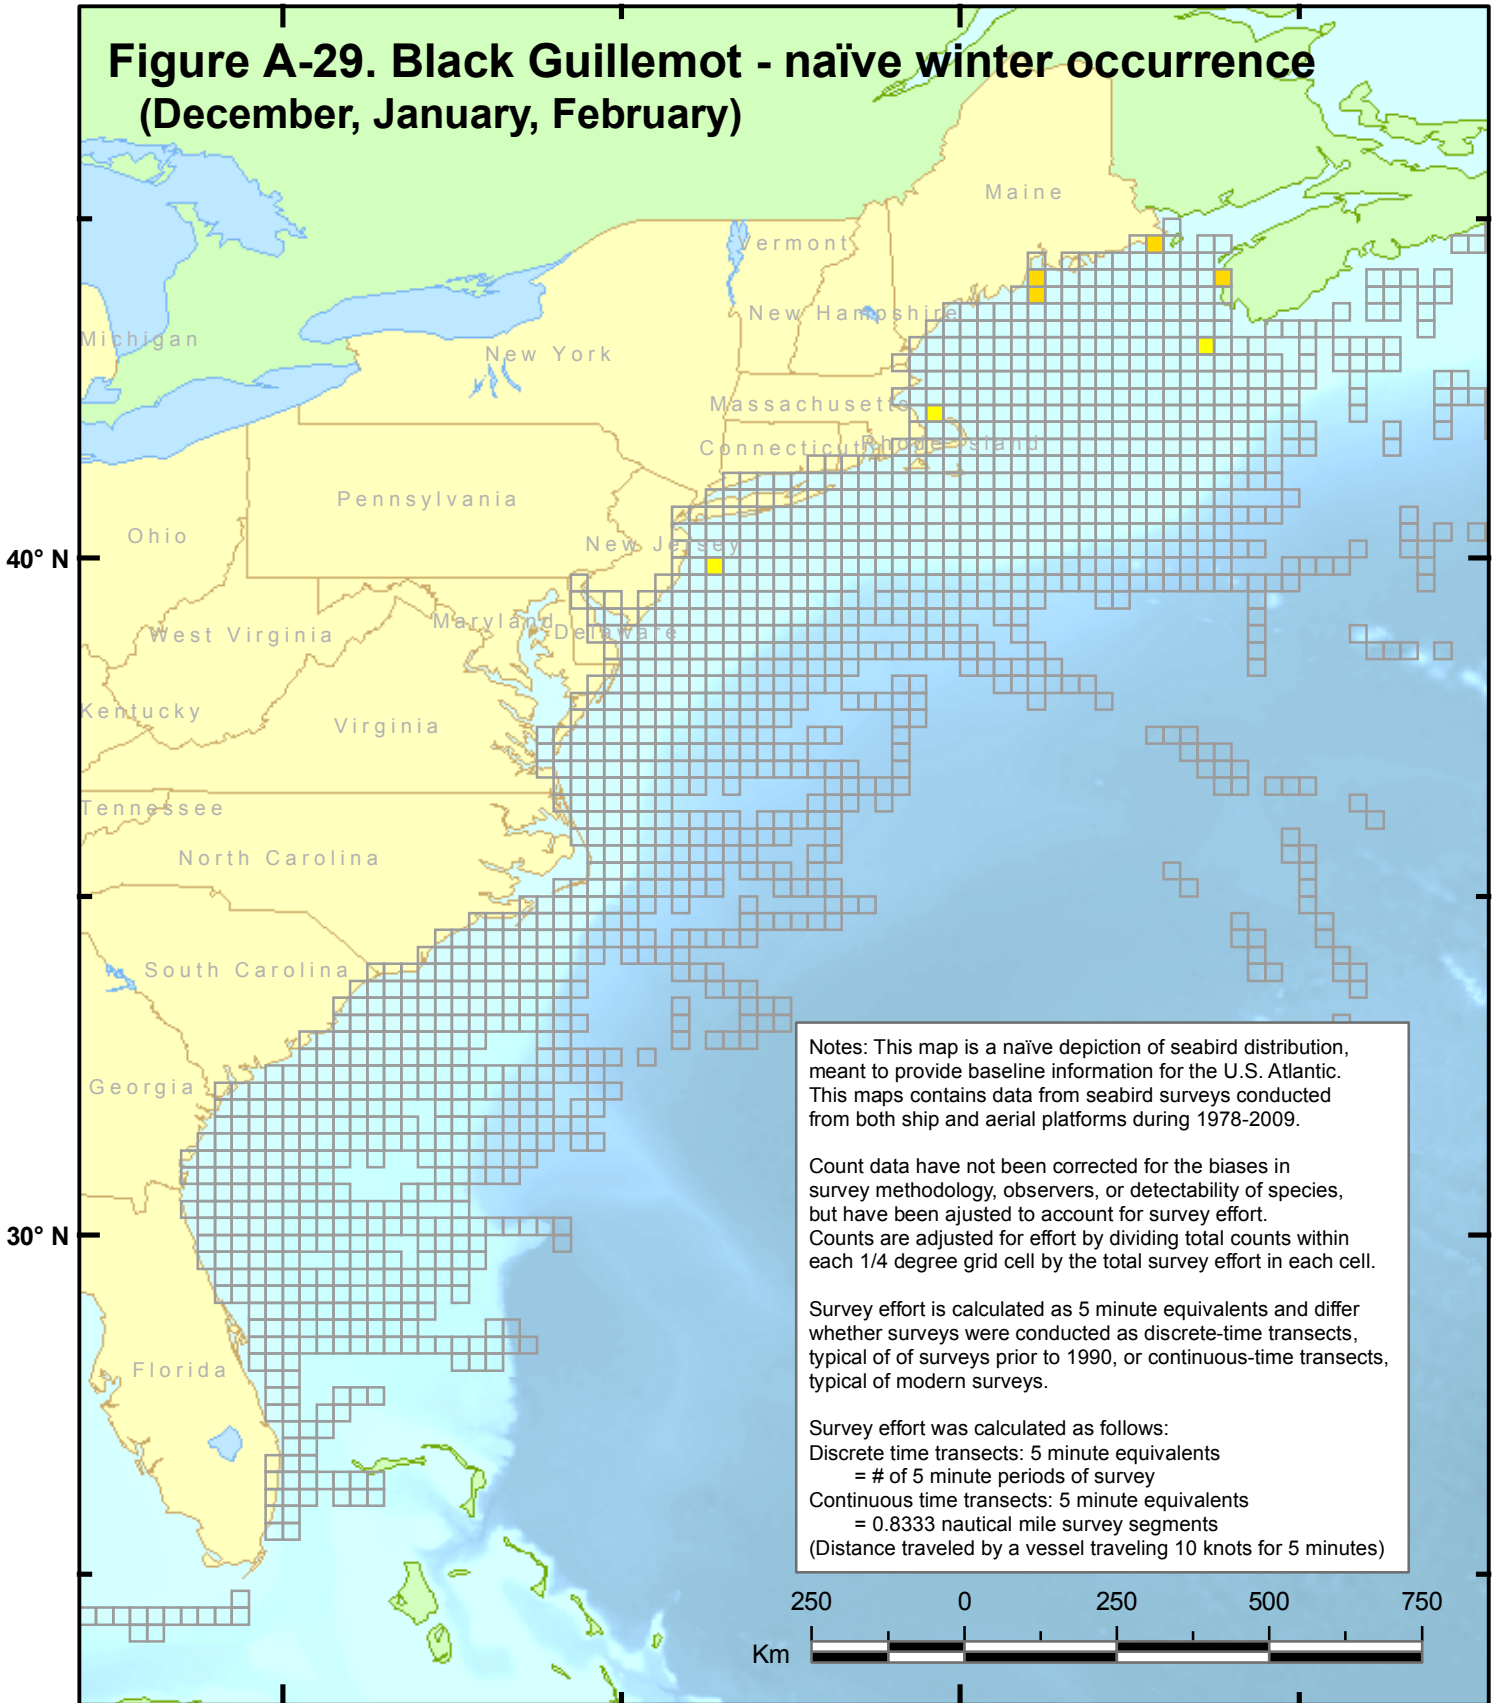 Figure A-29. Black Guillemot - naïve winter occurrence
(December, January, February)
Maine
Vermont
New Hampshire
Michigan
New York
Massachusetts
Connecticut
Rhode Island
Pennsylvania
Ohio
New Jersey
40° N
Maryland
Delaware
West Virginia
Kentucky
Virginia
Tennessee
North Carolina
South Carolina
Georgia
30° N
Florida
Notes: This map is a naïve depiction of seabird distribution,
meant to provide baseline information for the U.S. Atlantic.
This maps contains data from seabird surveys conducted
from both ship and aerial platforms during 1978-2009.
Count data have not been corrected for the biases in
survey methodology, observers, or detectability of species,
but have been ajusted to account for survey effort.
Counts are adjusted for effort by dividing total counts within
each 1/4 degree grid cell by the total survey effort in each cell.
Survey effort is calculated as 5 minute equivalents and differ
whether surveys were conducted as discrete-time transects,
typical of of surveys prior to 1990, or continuous-time transects,
typical of modern surveys.
Survey effort was calculated as follows:
Discrete time transects: 5 minute equivalents
= # of 5 minute periods of survey
Continuous time transects: 5 minute equivalents
= 0.8333 nautical mile survey segments
(Distance traveled by a vessel traveling 10 knots for 5 minutes)
250 0 250 500 750
Km